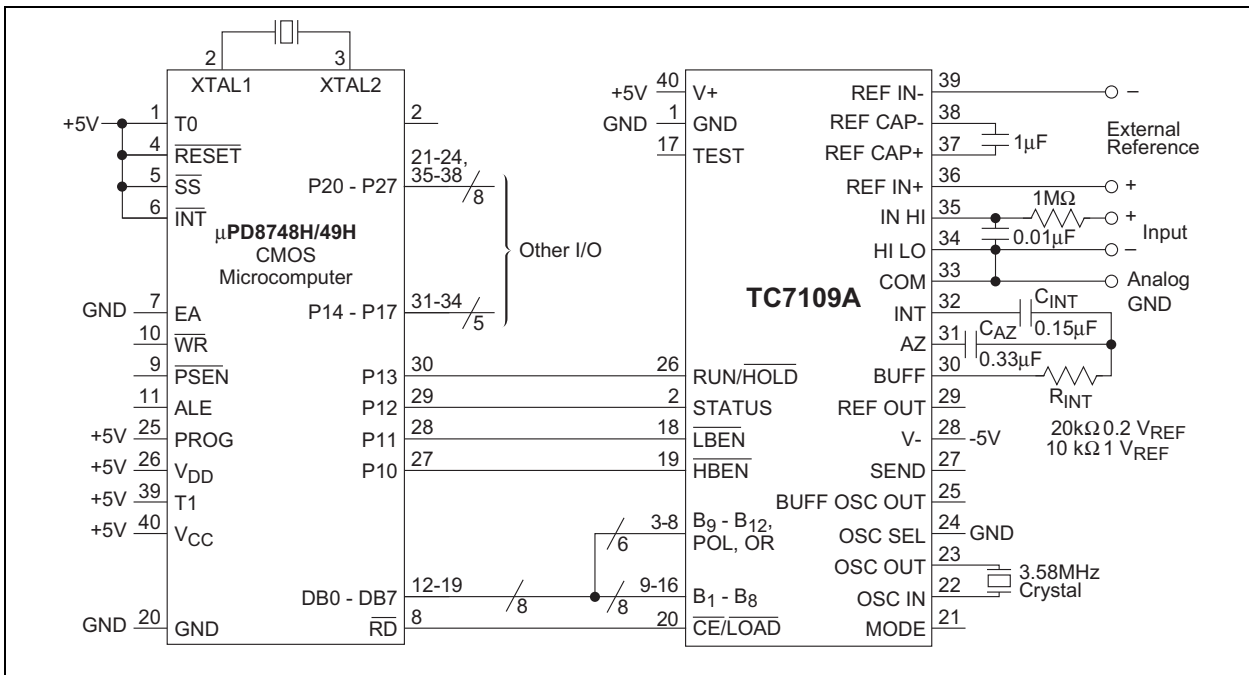 2
XTAL1
3
XTAL2
+5V
1
T0
4
RESET
5
SS
6
INT
μPD8748H/49H
CMOS
Microcomputer
GND
7
EA
10
WR
9
PSEN
11
ALE
+5V
25
PROG
+5V
26
VDD
+5V
39
T1
+5V
40
VCC
GND
20
GND
2
21-24,
35-38
P20 - P27
8
Other I/O
31-34
P14 - P17
5
P13
30
P12
29
P11
28
P10
27
DB0 - DB7
12-19
8
RD
8
6
8
TC7109A
+5V
40
V+
GND
1
GND
17
TEST
26
RUN/HOLD
2
STATUS
18
LBEN
19
HBEN
3-8
B9 - B12,
POL, OR
9-16
B1 - B8
20
CE/LOAD
REF IN-
39
–
REF CAP-
38
1μF
REF CAP+
37
External
Reference
REF IN+
36
+
IN HI
35
1MΩ
+
0.01μF
Input
HI LO
34
–
COM
33
Analog
GND
INT
32
CINT
0.15μF
AZ
31
CAZ
0.33μF
BUFF
30
RINT
20kΩ 0.2 VREF
10 kΩ 1 VREF
REF OUT
29
V-
28
-5V
SEND
27
BUFF OSC OUT
25
OSC SEL
24
GND
OSC OUT
23
3.58MHz
Crystal
OSC IN
22
MODE
21